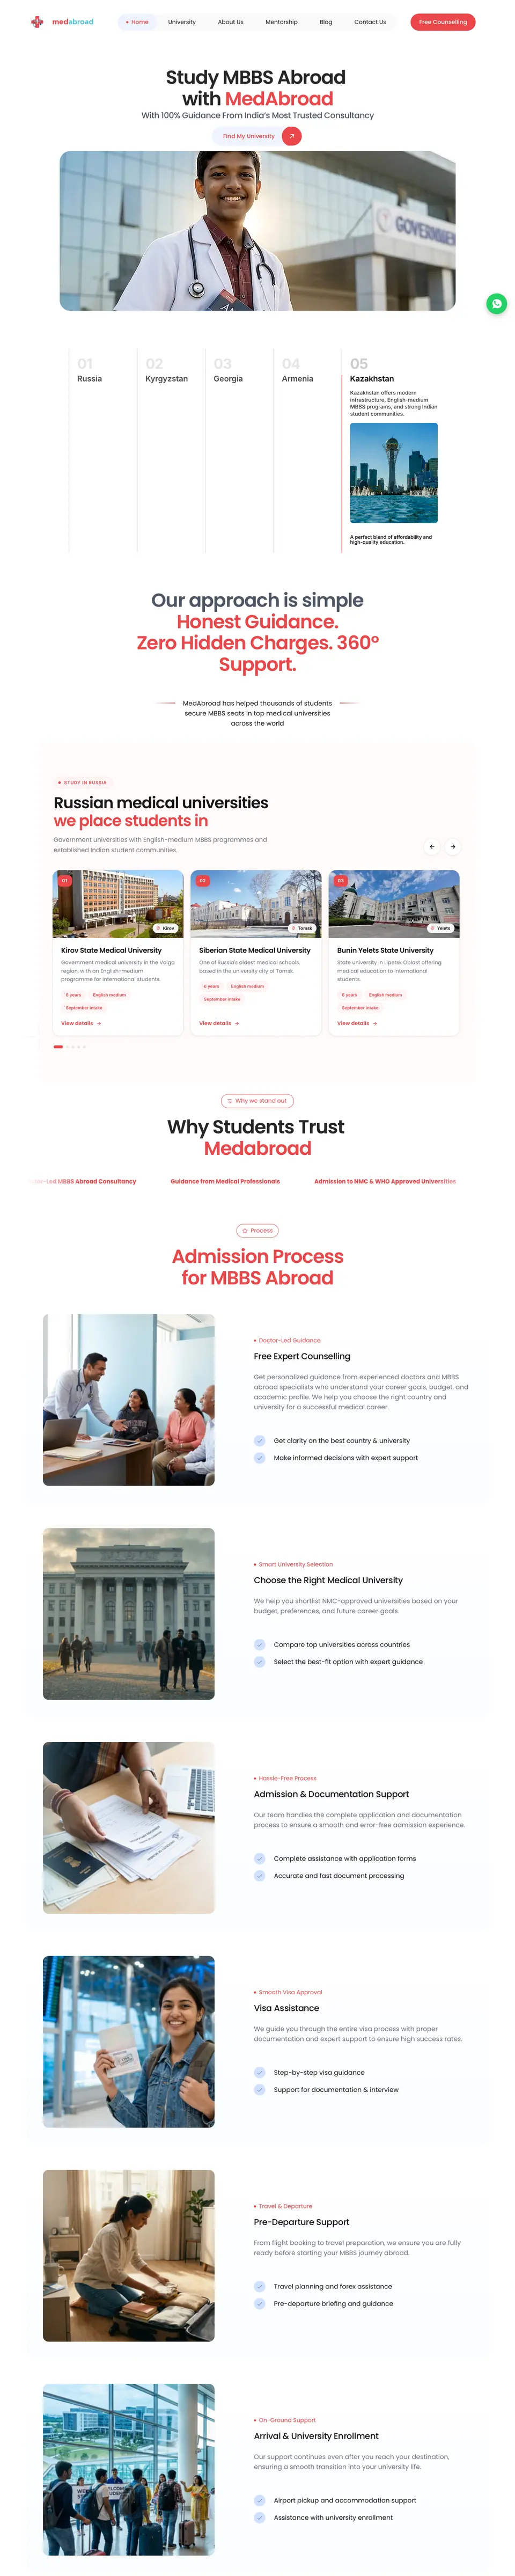 medabroad
Home
University
About Us
Mentorship
Blog
Contact Us
Free Counselling
Study MBBS Abroad
with MedAbroad
With 100% Guidance From India's Most Trusted Consultancy
Find My University
01
Russia
02
Kyrgyzstan
03
Georgia
04
Armenia
05
Kazakhstan
Kazakhstan offers modern
infrastructure, English-medium
MBBS programs, and strong Indian
student communities.
A perfect blend of affordability and
high-quality education.
Our approach is simple
Honest Guidance.
Zero Hidden Charges. 360°
Support.
MedAbroad has helped thousands of students
secure MBBS seats in top medical universities
across the world
STUDY IN RUSSIA
Russian medical universities
we place students in
Government universities with English-medium MBBS programmes and
established Indian student communities.
01
Kirov
Kirov State Medical University
Government medical university in the Volga
region, with an English-medium
programme for international students.
6 years
English medium
September intake
View details
02
Tomsk
Siberian State Medical University
One of Russia's oldest medical schools,
based in the university city of Tomsk.
6 years
English medium
September intake
View details
03
Yelets
Bunin Yelets State University
State university in Lipetsk Oblast offering
medical education to international
students.
6 years
English medium
September intake
View details
Why we stand out
Why Students Trust
Medabroad
-Led MBBS Abroad Consultancy
Guidance from Medical Professionals
Admission to NMC & WHO Approved Universities
Process
Admission Process
for MBBS Abroad
Doctor-Led Guidance
Free Expert Counselling
Get personalized guidance from experienced doctors and MBBS
abroad specialists who understand your career goals, budget, and
academic profile. We help you choose the right country and
university for a successful medical career.
Get clarity on the best country & university
Make informed decisions with expert support
Smart University Selection
Choose the Right Medical University
We help you shortlist NMC-approved universities based on your
budget, preferences, and future career goals.
Compare top universities across countries
Select the best-fit option with expert guidance
Hassle-Free Process
Admission & Documentation Support
Our team handles the complete application and documentation
process to ensure a smooth and error-free admission experience.
Complete assistance with application forms
Accurate and fast document processing
Smooth Visa Approval
Visa Assistance
We guide you through the entire visa process with proper
documentation and expert support to ensure high success rates.
Step-by-step visa guidance
Support for documentation & interview
Travel & Departure
Pre-Departure Support
From flight booking to travel preparation, we ensure you are fully
ready before starting your MBBS journey abroad.
Travel planning and forex assistance
Pre-departure briefing and guidance
On-Ground Support
Arrival & University Enrollment
Our support continues even after you reach your destination,
ensuring a smooth transition into your university life.
Airport pickup and accommodation support
Assistance with university enrollment